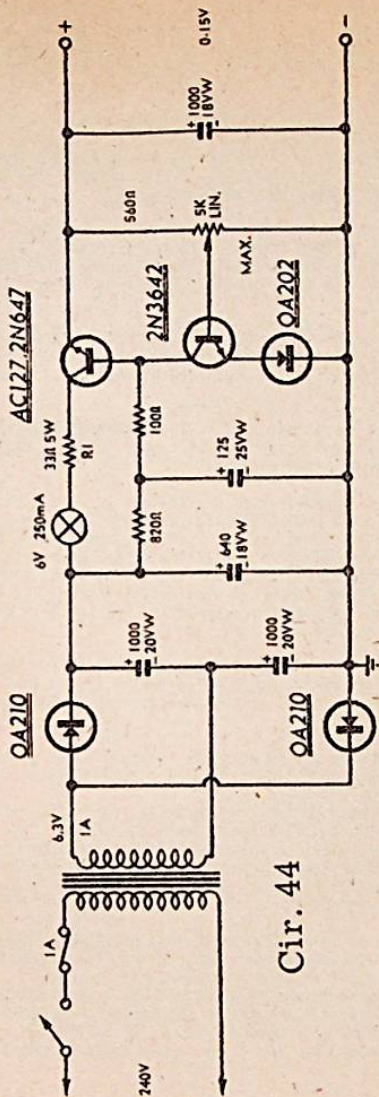 240V
1A
6.3V
1A
OA210
OA210
+
1000
20VW
+
1000
20VW
6V 250mA
33Ω 5W
R1
AC127,2N647
820Ω
100Ω
+
640
18VW
+
125
25VW
2N3642
OA202
560Ω
5K
LIN.
MAX.
+
1000
18VW
+
0-15V
-
Cir. 44